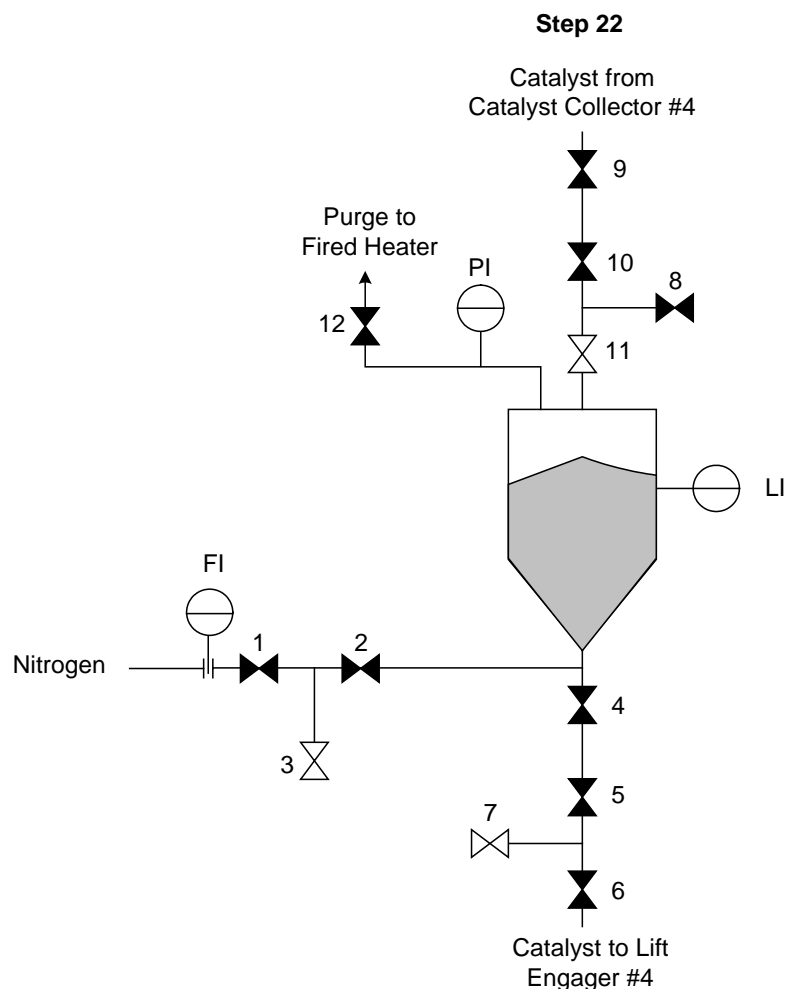 Step 22
Catalyst from
Catalyst Collector #4
9
Purge to
Fired Heater
PI
10
8
12
11
LI
FI
Nitrogen
1
2
4
3
5
7
6
Catalyst to Lift
Engager #4